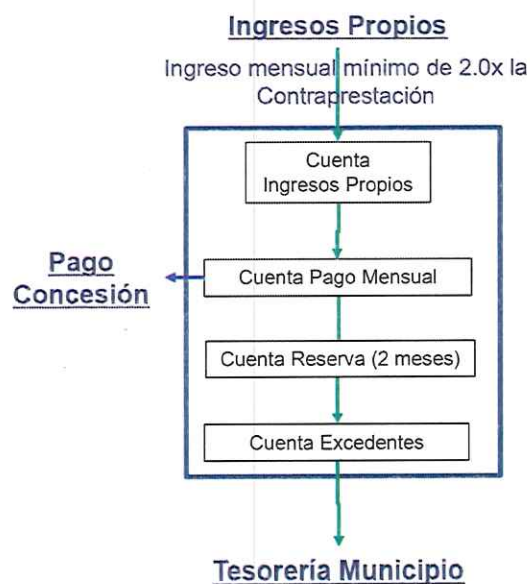 Ingresos Propios
Ingreso mensual mínimo de 2.0x la
Contraprestación
Cuenta
Ingresos Propios
Pago
Concesión
Cuenta Pago Mensual
Cuenta Reserva (2 meses)
Cuenta Excedentes
Tesorería Municipio